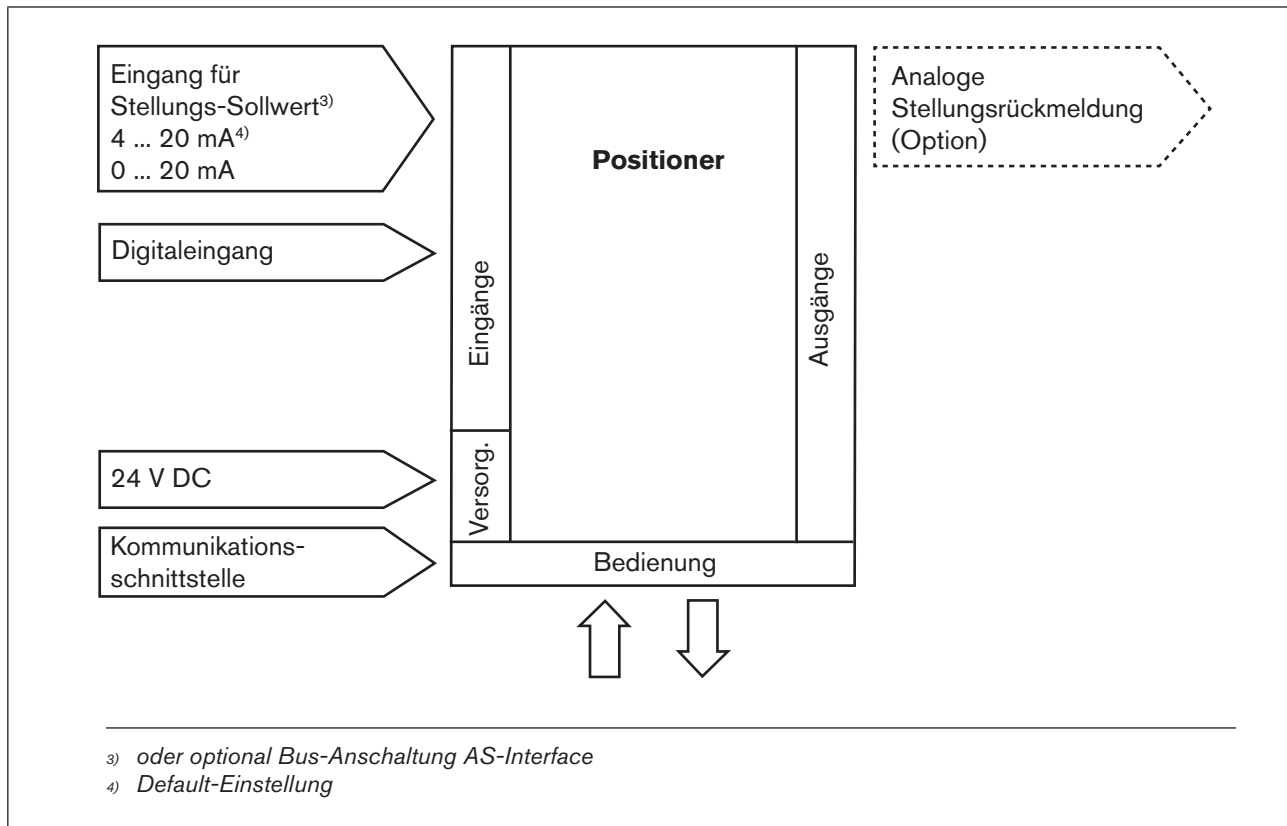 Eingang für
Stellungs-Sollwert3)
4 ... 20 mA4)
0 ... 20 mA
Digitaleingang
24 V DC
Kommunikations-
schnittstelle
Eingänge
Versorg.
Positioner
Bedienung
Ausgänge
Analoge
Stellungsrückmeldung
(Option)
3) oder optional Bus-Anschaltung AS-Interface
4) Default-Einstellung